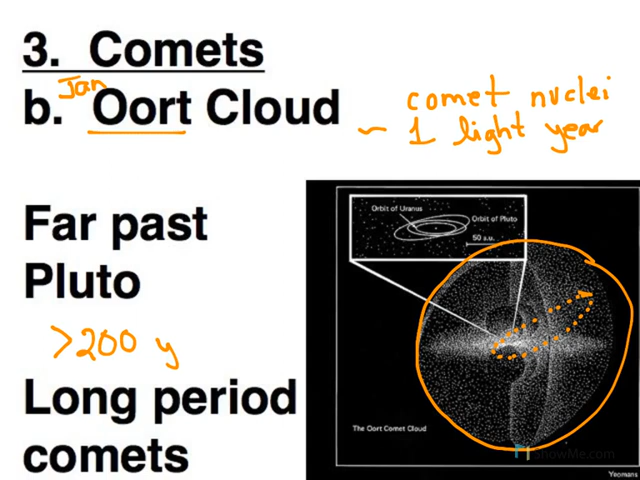 3. Comets
Jan
b. Oort Cloud
comet nuclei
~ 1 light year
Far past
Pluto
>200 y
Long period
comets
Orbit of Uranus
Orbit of Pluto
50 a.u.
The Oort Comet Cloud
ShowMe.com
Yeomans